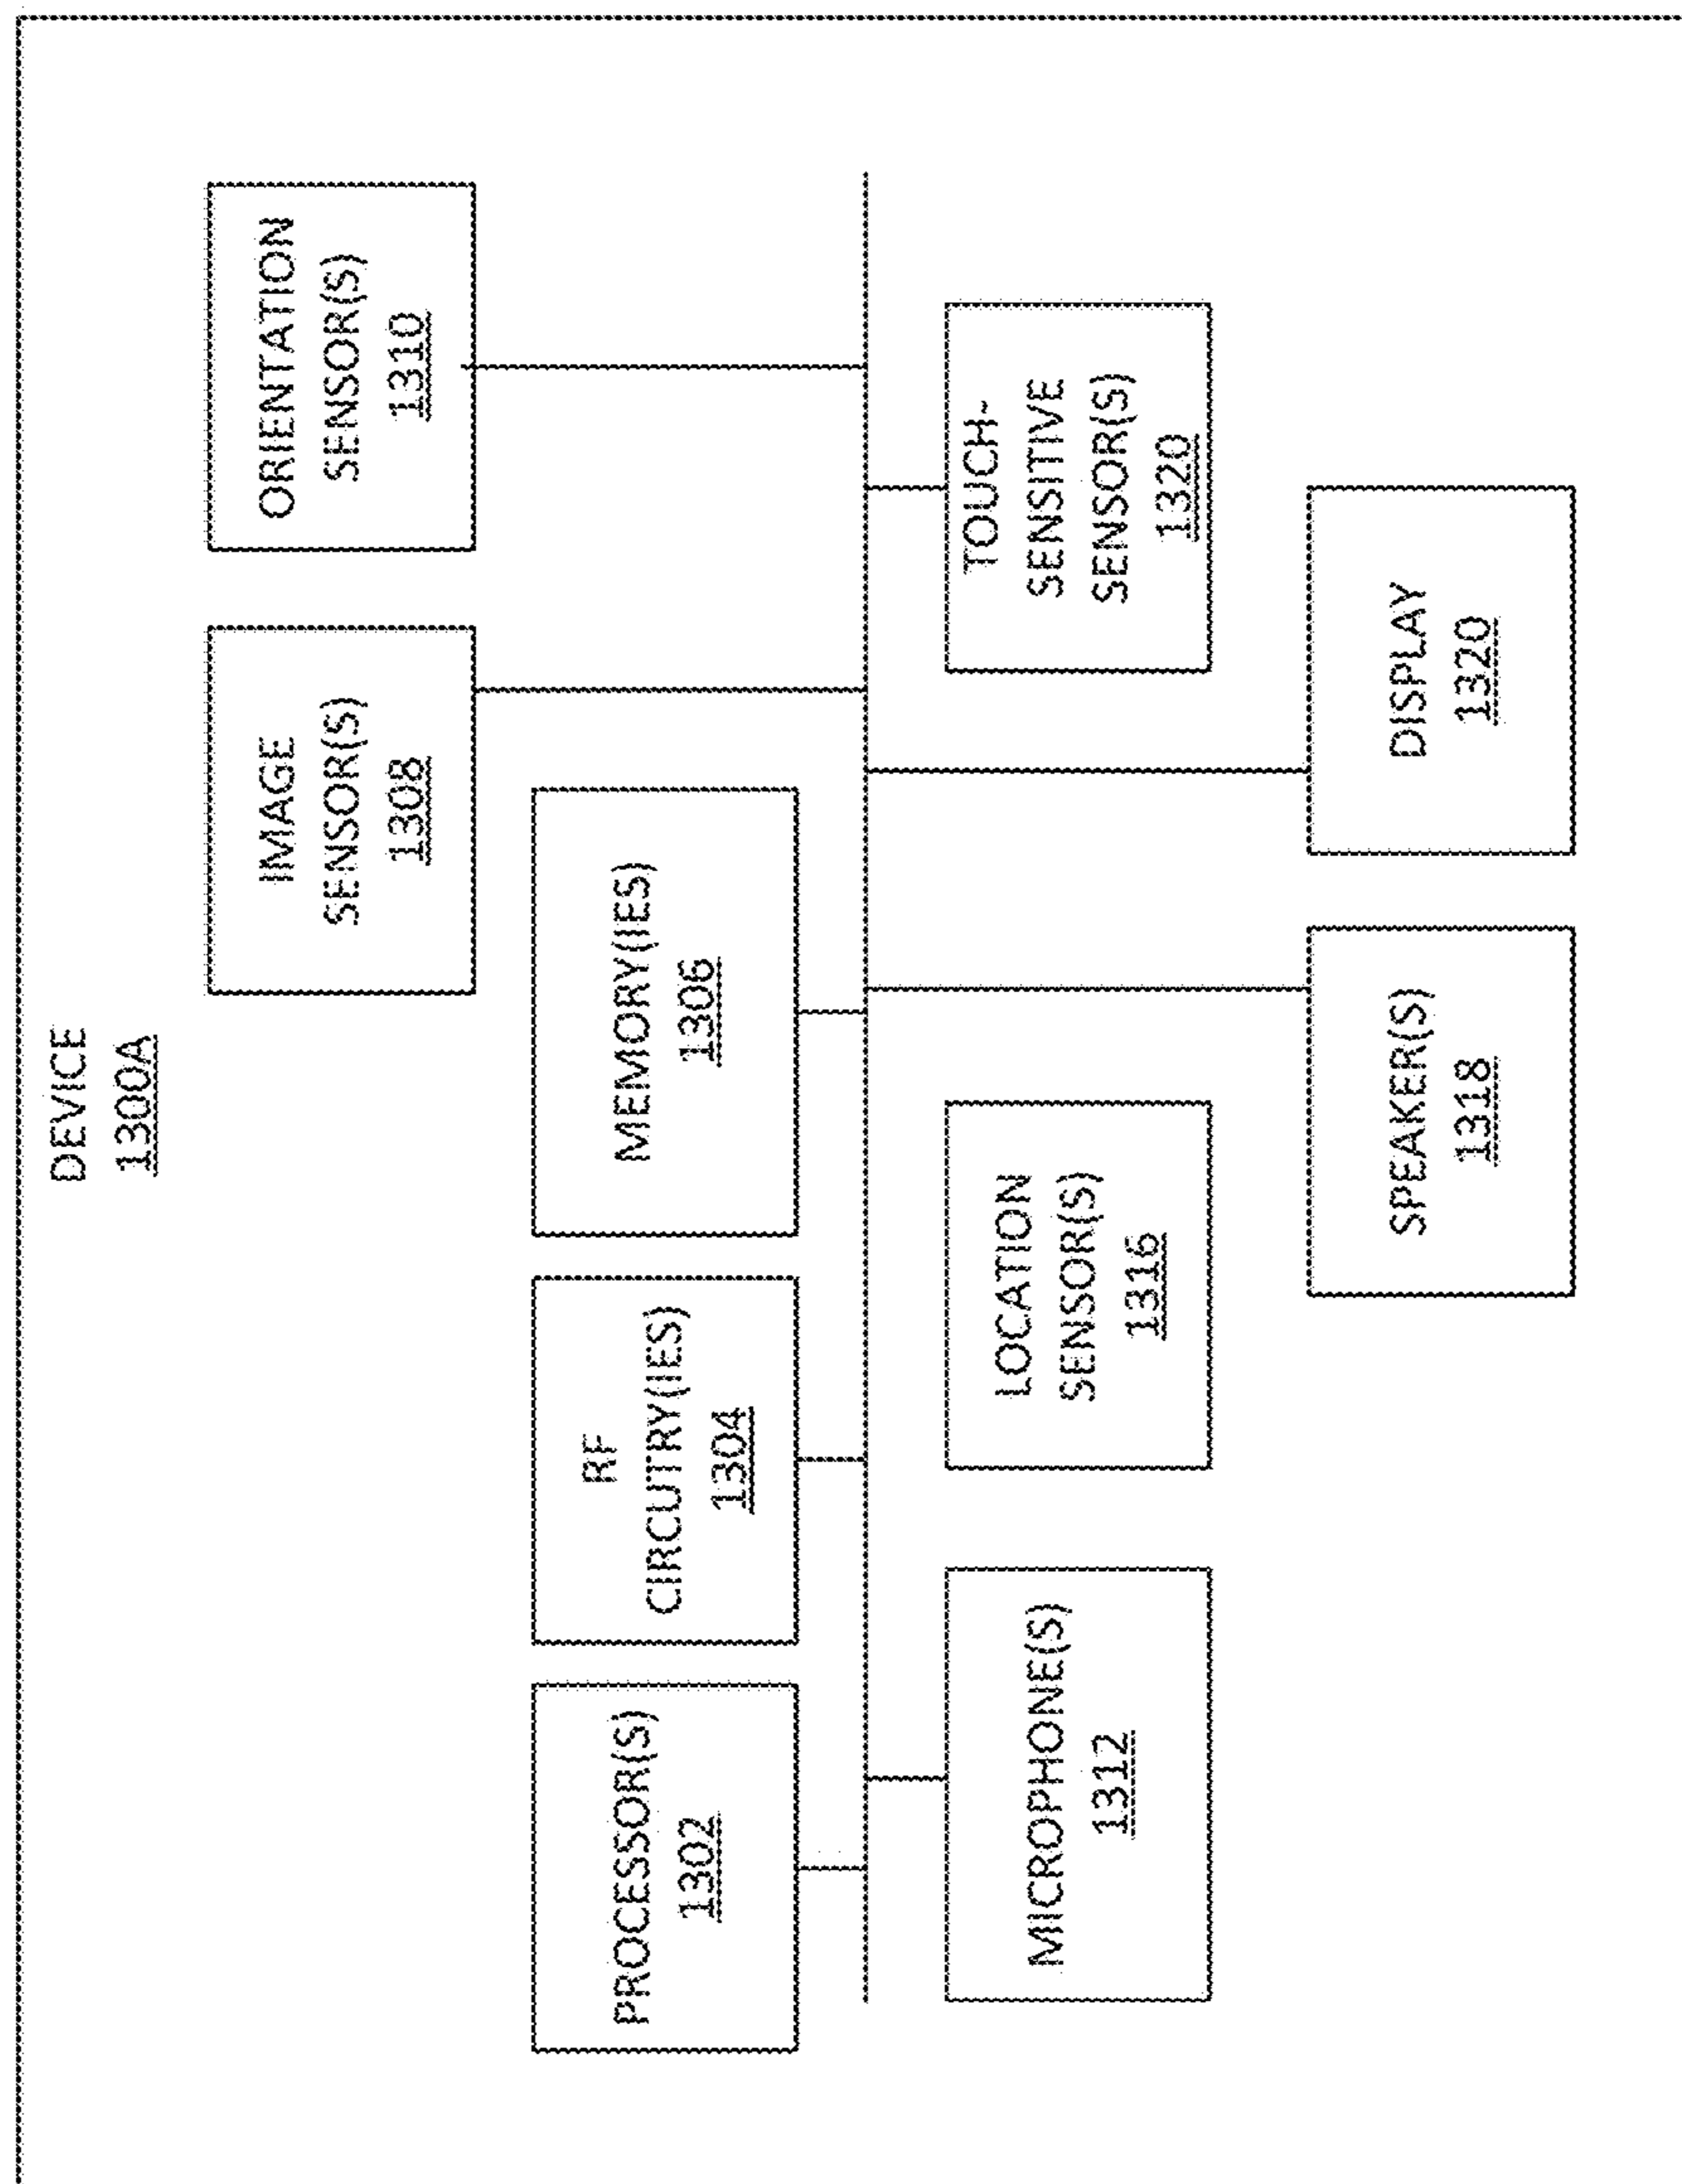 DEVICE
1300A
IMAGE
SENSOR(S)
1308
ORIENTATION
SENSOR(S)
1310
PROCESSOR(S)
1302
RF
CIRCUTRY(IES)
1304
MEMORY(IES)
1306
MICROPHONE(S)
1312
LOCATION
SENSOR(S)
1316
TOUCH-
SENSITIVE
SENSOR(S)
1320
SPEAKER(S)
1318
DISPLAY
1320